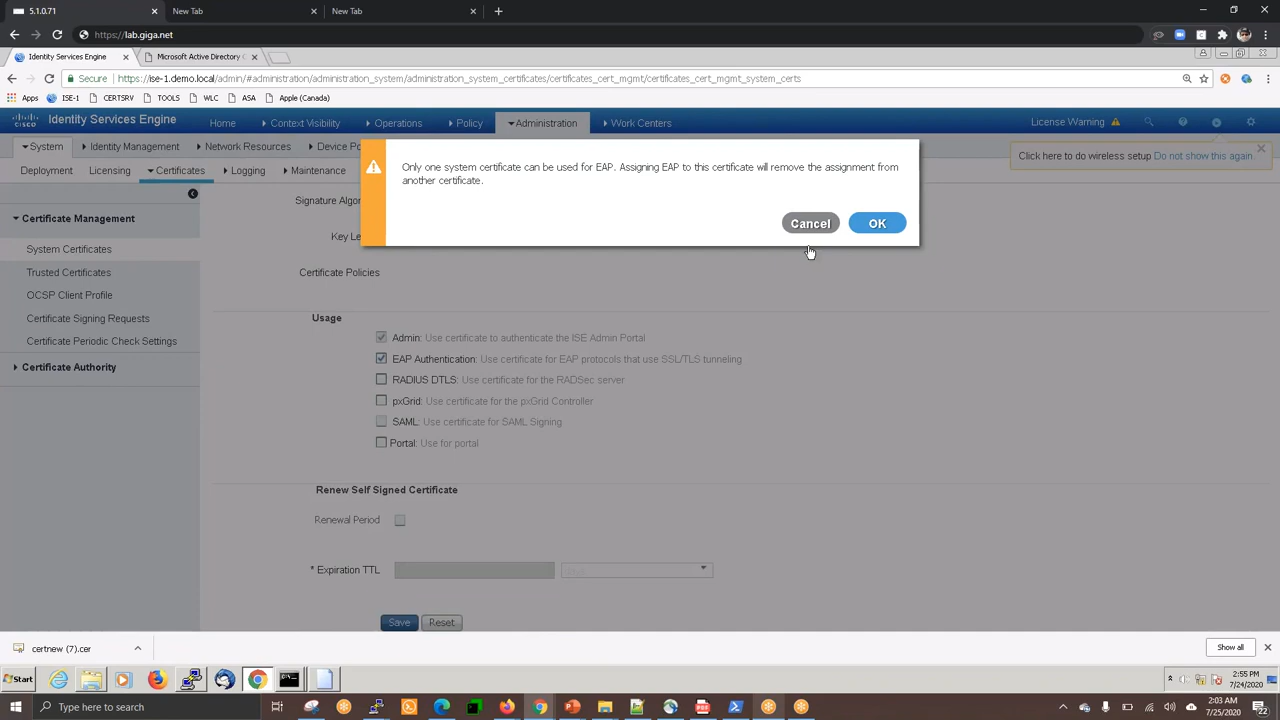 5.1.0.71
New Tab
New Tab
https://lab.giga.net
Identity Services Engine
Microsoft Active Directory C
Secure
https://ise-1.demo.local/admin/#administration/administration_system/administration_system_certificates/certificates_cert_mgmt/certificates_cert_mgmt_system_certs
Apps
ISE-1
CERTSRV
TOOLS
WLC
ASA
Apple (Canada)
CISCO
Identity Services Engine
Home
Context Visibility
Operations
Policy
Administration
Work Centers
License Warning
System
Identity Management
Network Resources
Device Po
Click here to do wireless setup Do not show this again
Deployment
Licensing
Certificates
Logging
Maintenance
Only one system certificate can be used for EAP. Assigning EAP to this certificate will remove the assignment from
another certificate.
Cancel
OK
Certificate Management
System Certificates
Trusted Certificates
OCSP Client Profile
Certificate Signing Requests
Certificate Periodic Check Settings
Certificate Authority
Signature Algor
Key Le
Certificate Policies
Usage
Admin: Use certificate to authenticate the ISE Admin Portal
EAP Authentication: Use certificate for EAP protocols that use SSL/TLS tunneling
RADIUS DTLS: Use certificate for the RADSec server
pxGrid: Use certificate for the pxGrid Controller
SAML: Use certificate for SAML Signing
Portal: Use for portal
Renew Self Signed Certificate
Renewal Period
* Expiration TTL
Save
Reset
certnew (7).cer
Show all
Start
2:55 PM
7/24/2020
Type here to search
2:03 AM
7/25/2020
22